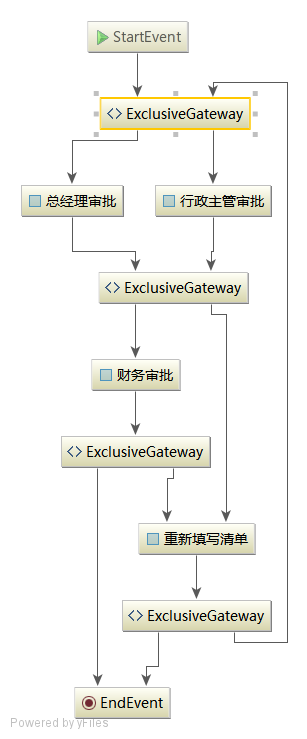 StartEvent
ExclusiveGateway
总经理审批
行政主管审批
ExclusiveGateway
财务审批
ExclusiveGateway
重新填写清单
ExclusiveGateway
EndEvent
Powered by yFiles